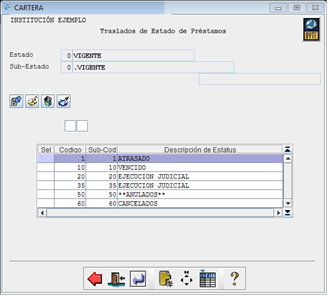 CARTERA
INSTITUCIÓN EJEMPLO
Traslados de Estado de Préstamos
Estado 0 VIGENTE
Sub-Estado 0 .VIGENTE
Sel Codigo Sub-Cod Descripción de Estatus
1 1 ATRASADO
10 10 VENCIDO
20 20 EJECUCION JUDICIAL
35 35 EJECUCION JUDICIAL
50 50 **ANULADOS**
60 60 CANCELADOS
?